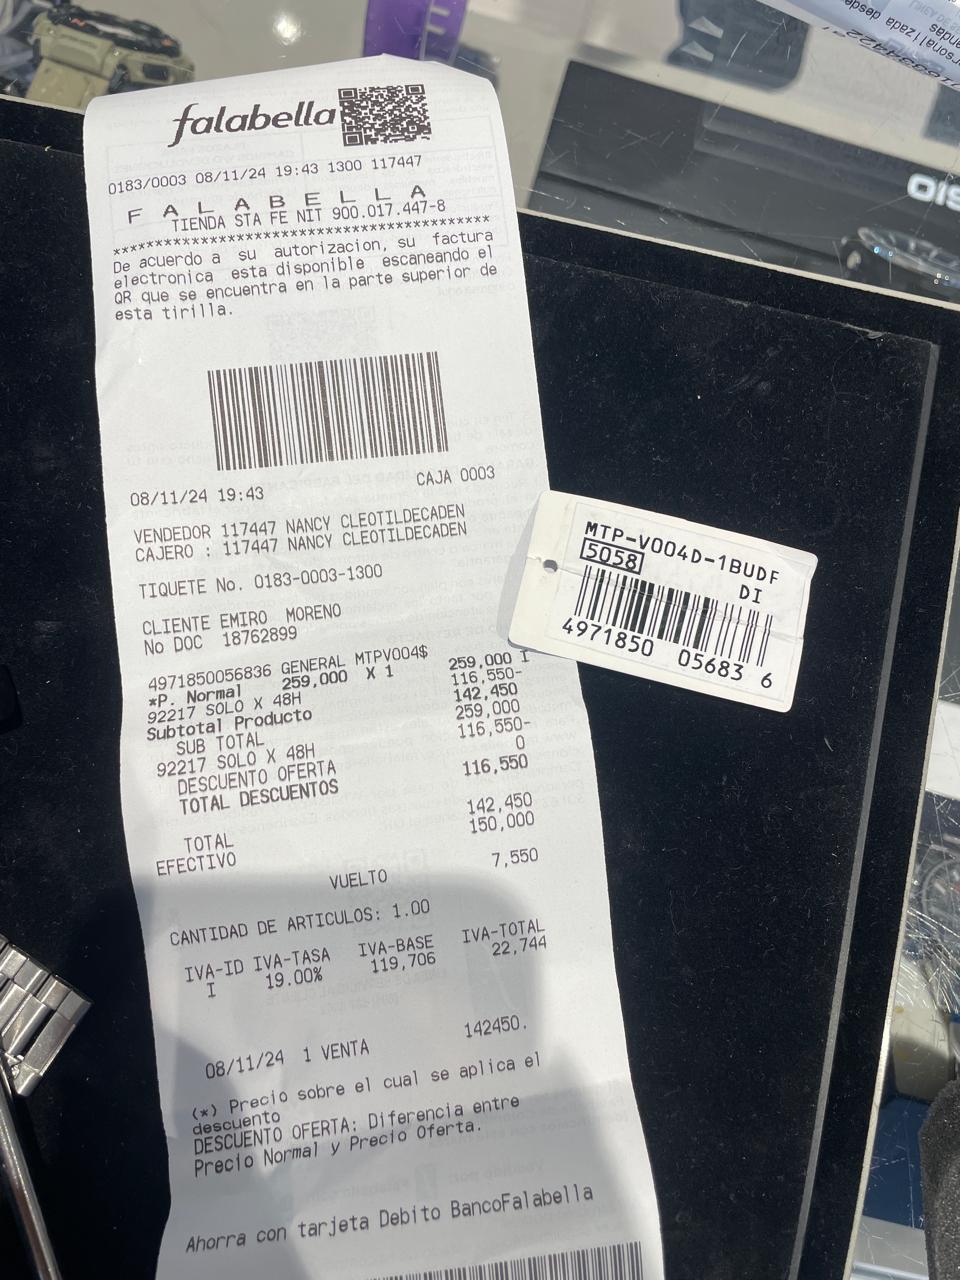 falabella
0183/0003 08/11/24 19:43 1300 117447
F A L A B E L L A
TIENDA STA FE NIT 900.017.447-8
****************************************
De acuerdo a su autorizacion, su factura
electronica esta disponible escaneando el
QR que se encuentra en la parte superior de
esta tirilla.
08/11/24 19:43 CAJA 0003
VENDEDOR 117447 NANCY CLEOTILDECADEN
CAJERO : 117447 NANCY CLEOTILDECADEN
TIQUETE No. 0183-0003-1300
CLIENTE EMIRO MORENO
No DOC 18762899
4971850056836 GENERAL MTPV004$ 259,000 I
*P. Normal 259,000 X 1
92217 SOLO X 48H 116,550-
Subtotal Producto 142,450
SUB TOTAL 259,000
92217 SOLO X 48H 116,550-
DESCUENTO OFERTA 0
TOTAL DESCUENTOS 116,550
TOTAL 142,450
EFECTIVO 150,000
VUELTO 7,550
CANTIDAD DE ARTICULOS: 1.00
IVA-ID IVA-TASA IVA-BASE IVA-TOTAL
I 19.00% 119,706 22,744
142450.
08/11/24 1 VENTA
(*) Precio sobre el cual se aplica el
descuento
DESCUENTO OFERTA: Diferencia entre
Precio Normal y Precio Oferta.
Ahorra con tarjeta Debito BancoFalabella
MTP-V004D-1BUDF
5058 DI
4971850 05683 6
ersonalizada desde
endas